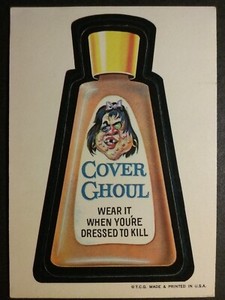 COVER
GHOUL
WEAR IT
WHEN YOU'RE
DRESSED TO KILL
©T.C.G. MADE & PRINTED IN U.S.A.